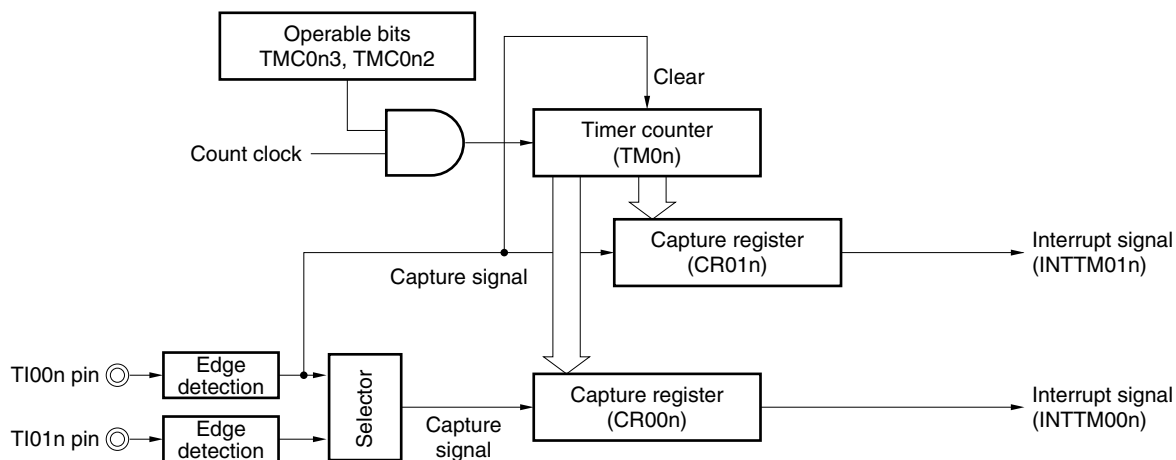 Operable bits
TMC0n3, TMC0n2
Clear
Timer counter
(TM0n)
Count clock
Capture register
(CR01n)
Interrupt signal
(INTTM01n)
Capture signal
TI00n pin
Edge
detection
Selector
Capture register
(CR00n)
Interrupt signal
(INTTM00n)
Capture
signal
TI01n pin
Edge
detection